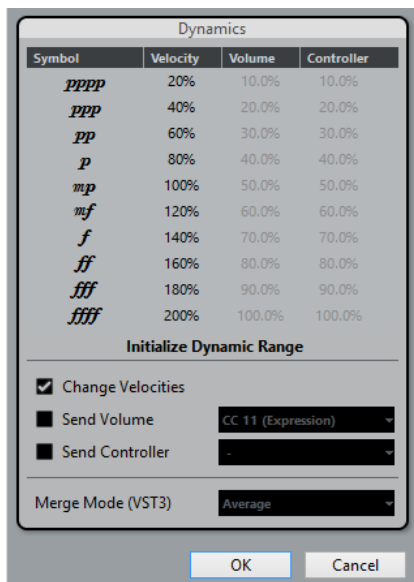 Dynamics
Symbol Velocity Volume Controller
pppp 20% 10.0% 10.0%
ppp 40% 20.0% 20.0%
pp 60% 30.0% 30.0%
p 80% 40.0% 40.0%
mp 100% 50.0% 50.0%
mf 120% 60.0% 60.0%
f 140% 70.0% 70.0%
ff 160% 80.0% 80.0%
fff 180% 90.0% 90.0%
ffff 200% 100.0% 100.0%
Initialize Dynamic Range
Change Velocities
Send Volume CC 11 (Expression)
Send Controller -
Merge Mode (VST3) Average
OK Cancel